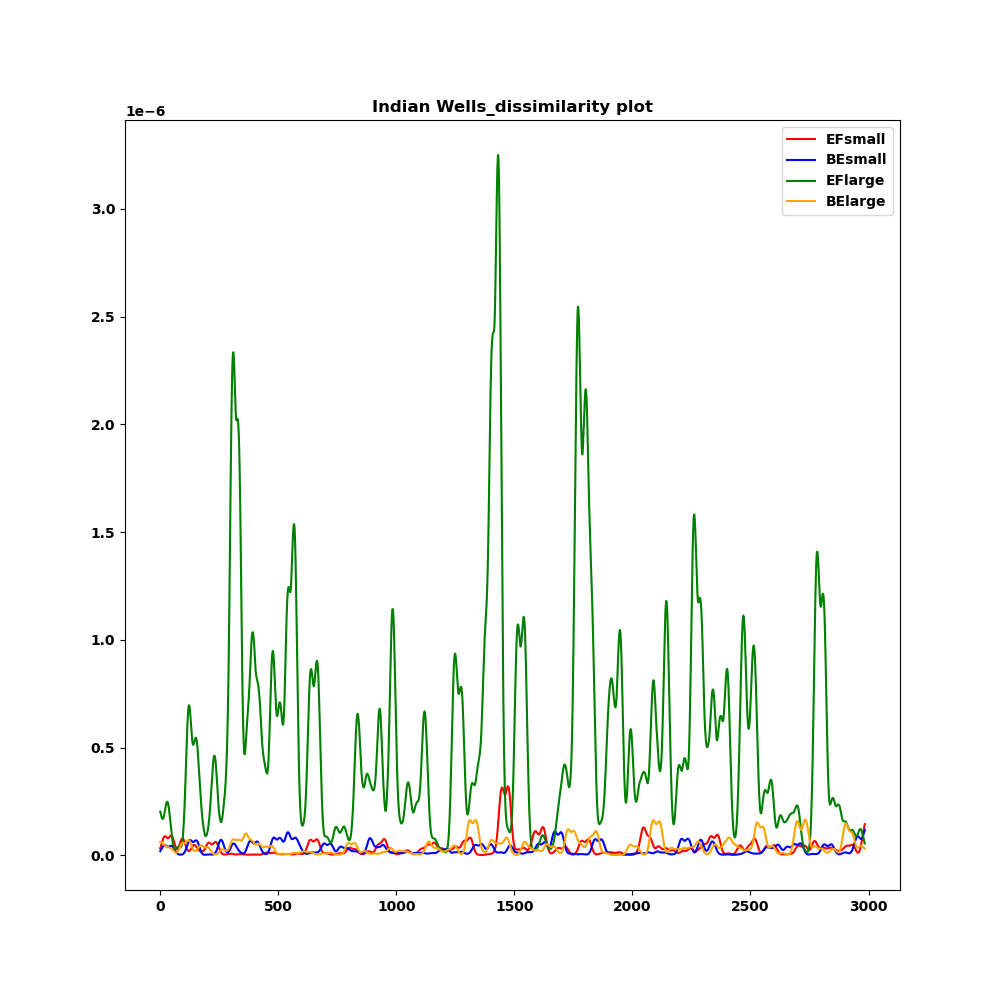 Indian Wells_dissimilarity plot
1e−6
EFsmall
BEsmall
EFlarge
BElarge
3.0
2.5
2.0
1.5
1.0
0.5
0.0
0 500 1000 1500 2000 2500 3000